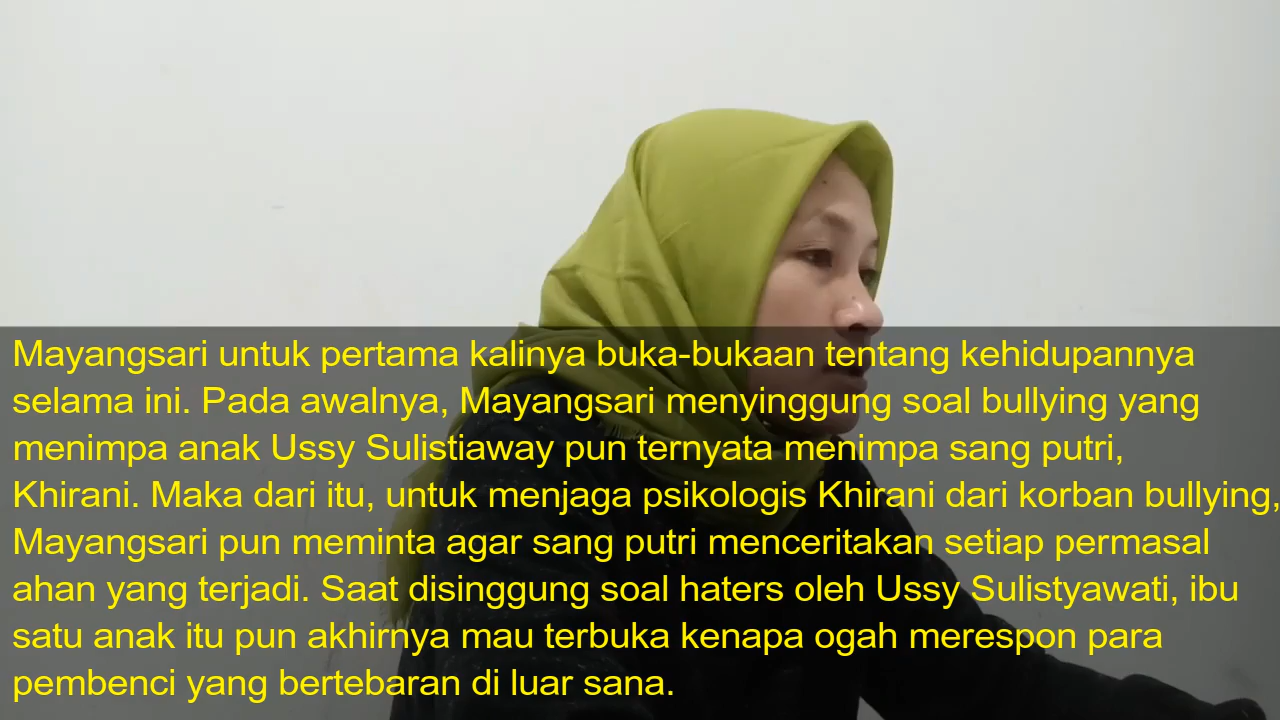 Mayangsari untuk pertama kalinya buka-bukaan tentang kehidupannya
selama ini. Pada awalnya, Mayangsari menyinggung soal bullying yang
menimpa anak Ussy Sulistiaway pun ternyata menimpa sang putri,
Khirani. Maka dari itu, untuk menjaga psikologis Khirani dari korban bullying,
Mayangsari pun meminta agar sang putri menceritakan setiap permasal
ahan yang terjadi. Saat disinggung soal haters oleh Ussy Sulistyawati, ibu
satu anak itu pun akhirnya mau terbuka kenapa ogah merespon para
pembenci yang bertebaran di luar sana.